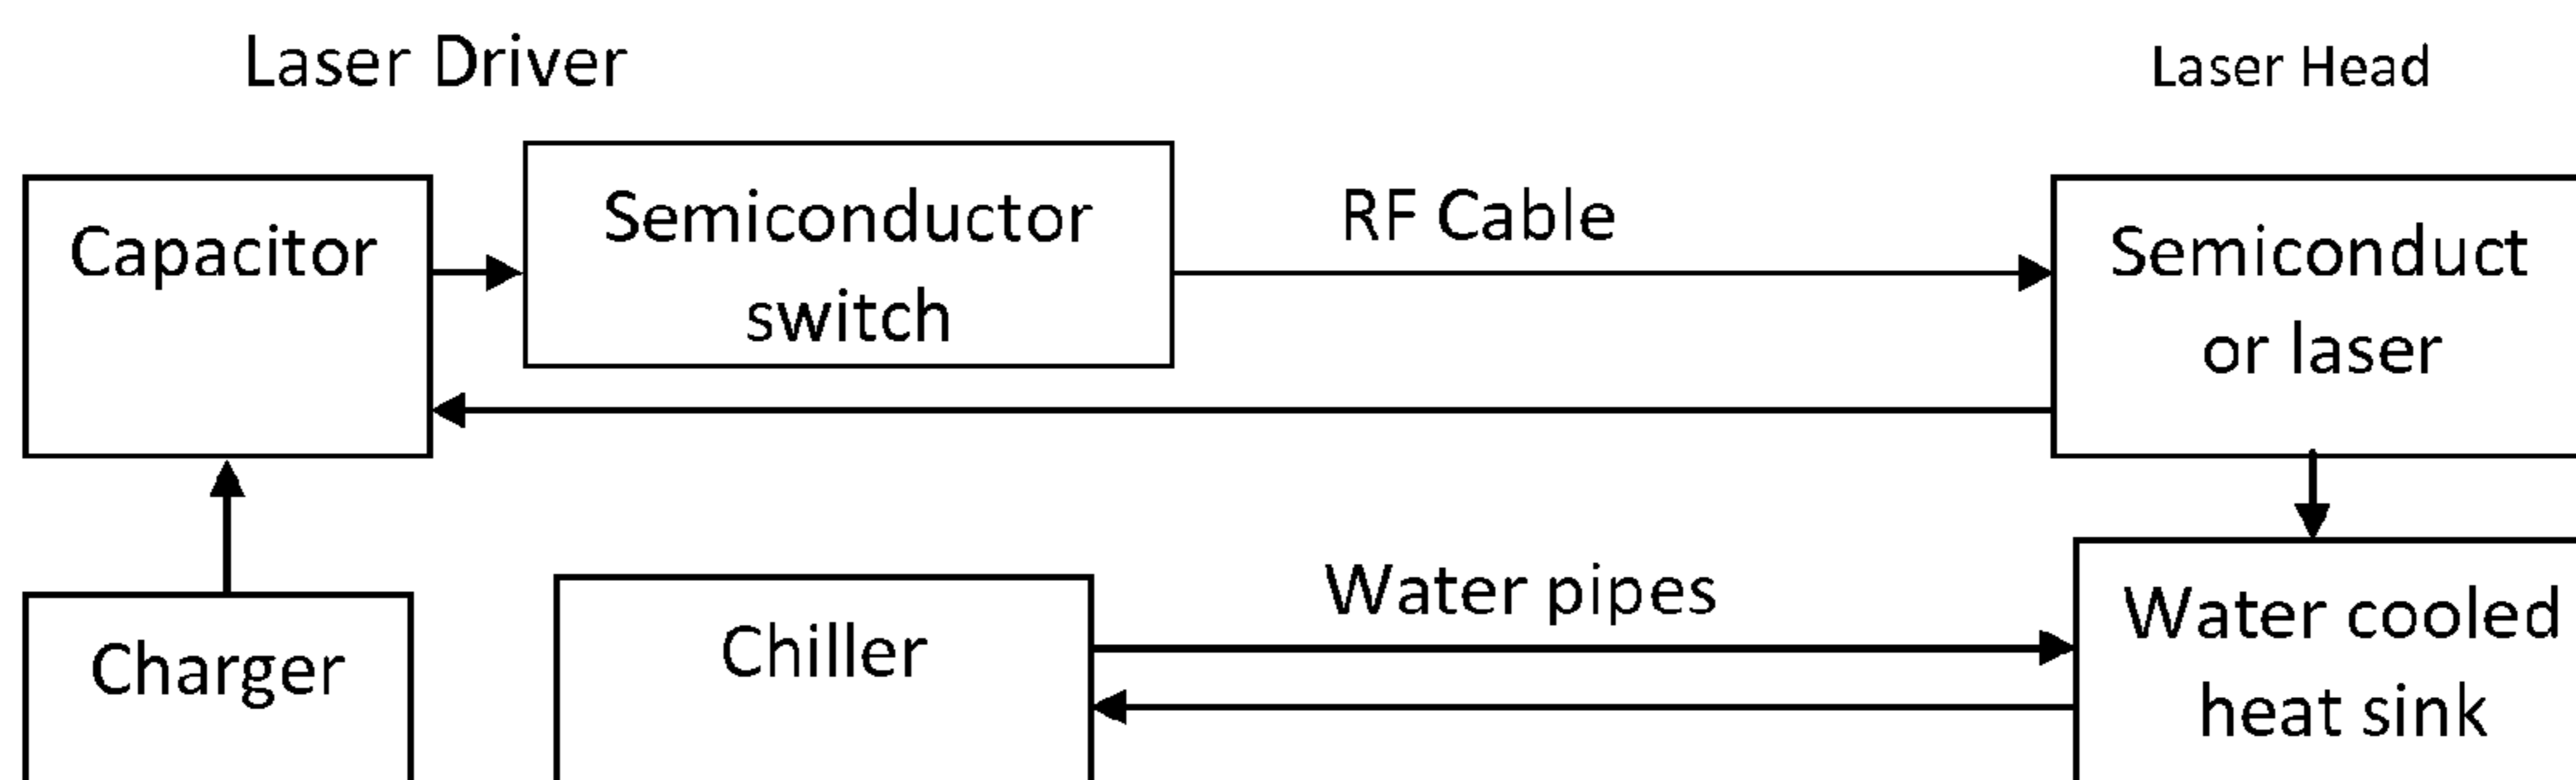 Laser Driver
Laser Head
Capacitor
Semiconductor
switch
RF Cable
Semiconduct
or laser
Charger
Chiller
Water pipes
Water cooled
heat sink